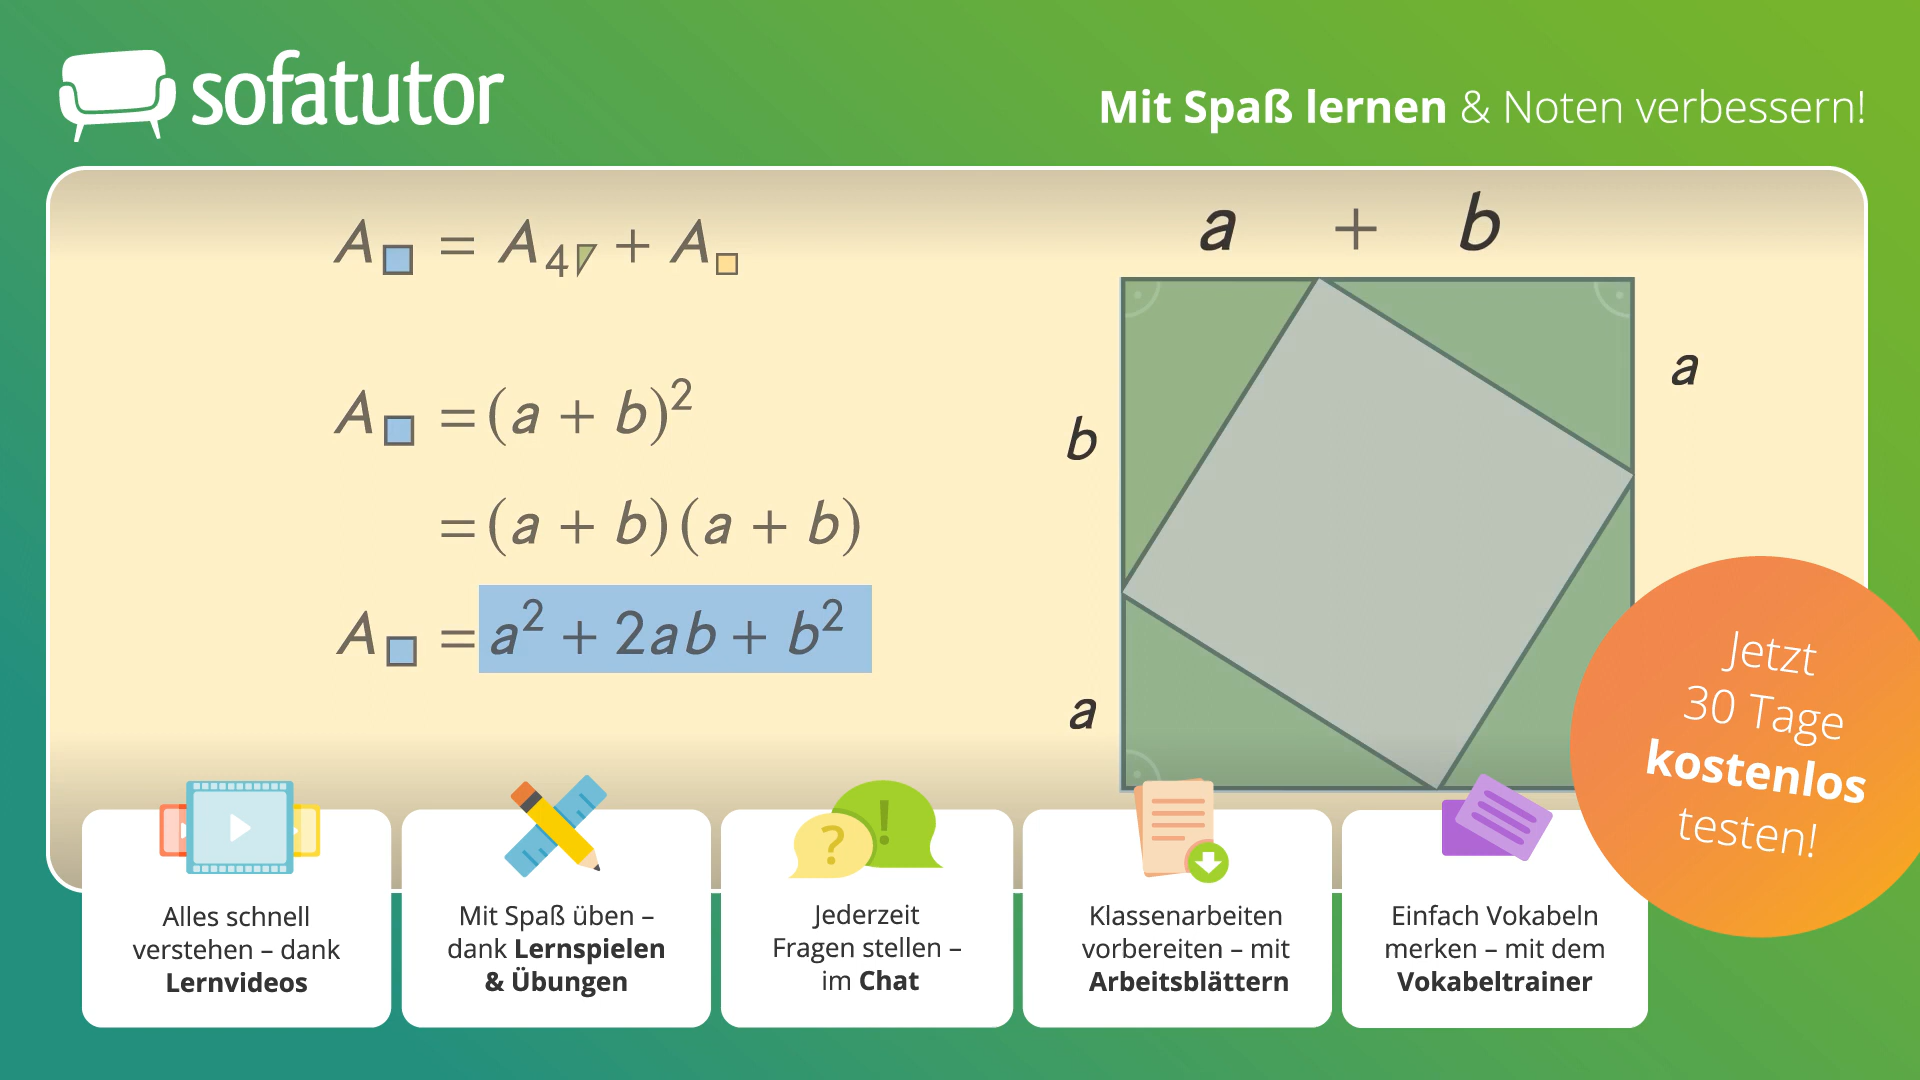 sofatutor
Mit Spaß lernen & Noten verbessern!
A□ = A4▽ + A□
A□ = (a + b)²
= (a + b)(a + b)
A□ = a² + 2ab + b²
a + b
a
b
a
Jetzt
30 Tage
kostenlos
testen!
? !
Alles schnell
verstehen – dank
Lernvideos
Mit Spaß üben –
dank Lernspielen
& Übungen
Jederzeit
Fragen stellen –
im Chat
Klassenarbeiten
vorbereiten – mit
Arbeitsblättern
Einfach Vokabeln
merken – mit dem
Vokabeltrainer